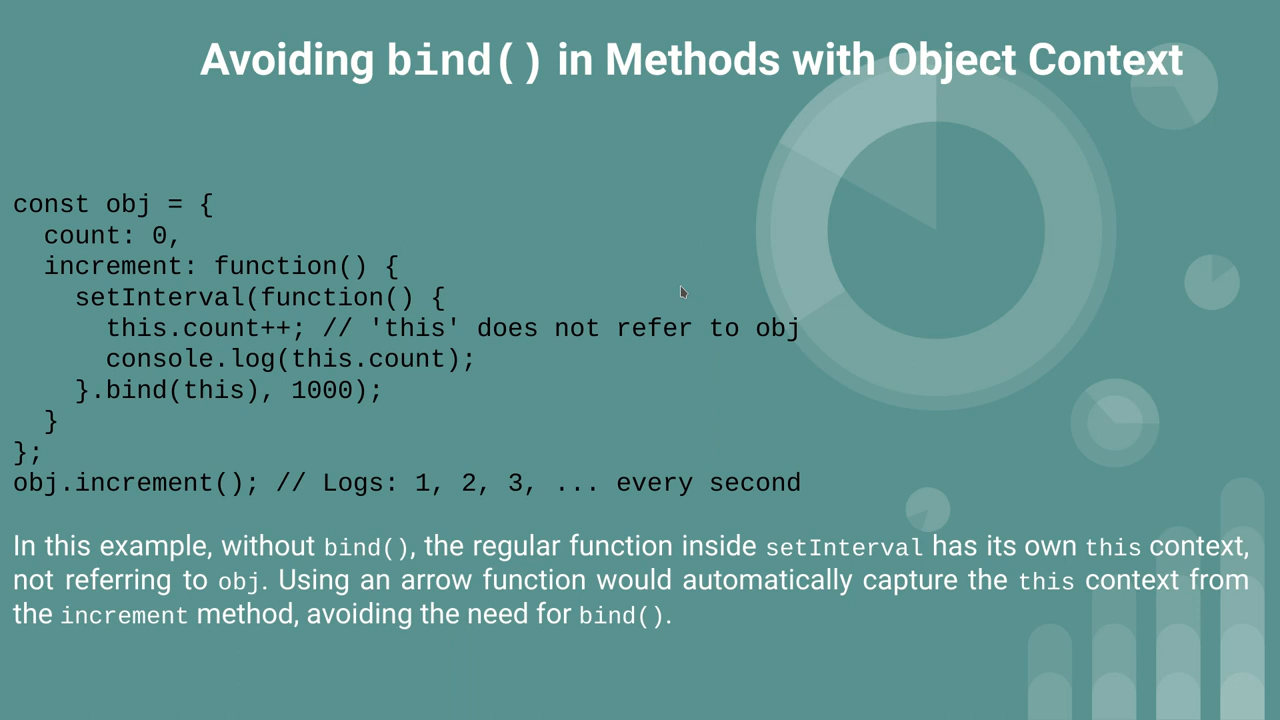 Avoiding bind() in Methods with Object Context
const obj = {
  count: 0,
  increment: function() {
    setInterval(function() {
      this.count++; // 'this' does not refer to obj
      console.log(this.count);
    }.bind(this), 1000);
  }
};
obj.increment(); // Logs: 1, 2, 3, ... every second
In this example, without bind(), the regular function inside setInterval has its own this context,
not referring to obj. Using an arrow function would automatically capture the this context from
the increment method, avoiding the need for bind().